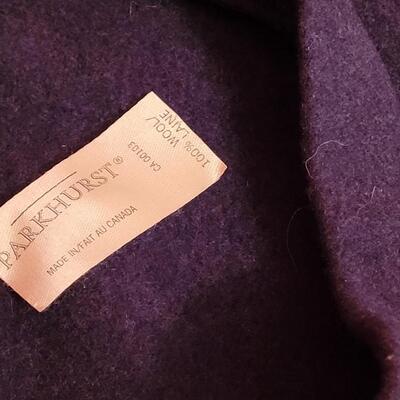 PARKHURST®
MADE IN/FAIT AU CANADA
100% WOOL/
LAINE
CA 00103